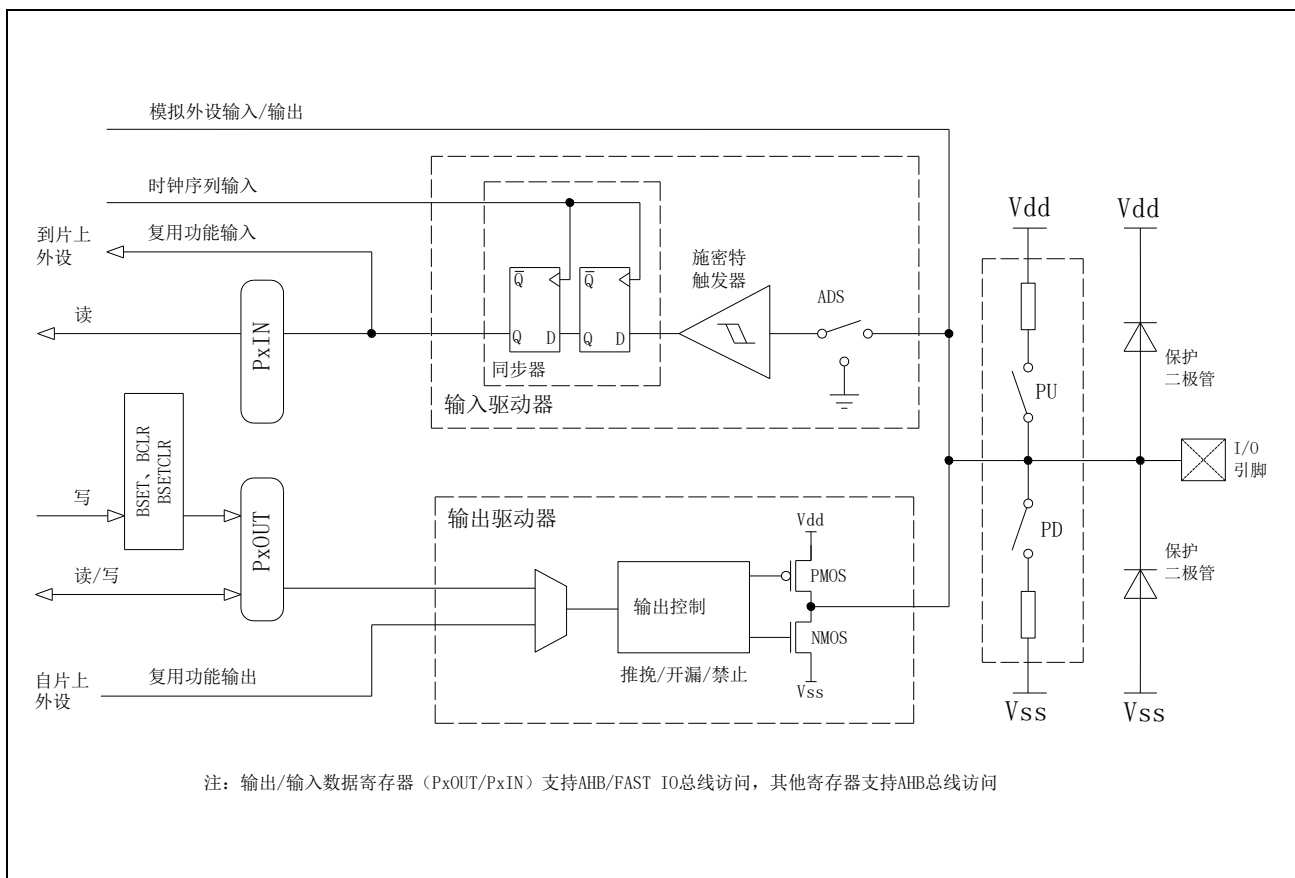 模拟外设输入/输出
时钟序列输入
到片上
外设
复用功能输入
读
PxIN
Q
Q
D
Q
Q
D
同步器
输入驱动器
施密特
触发器
ADS
Vdd
PU
PD
Vss
Vdd
保护
二极管
保护
二极管
Vss
I/O
引脚
BSET、BCLR
BSETCLR
写
读/写
PxOUT
输出驱动器
输出控制
推挽/开漏/禁止
Vdd
PMOS
NMOS
Vss
自片上
外设
复用功能输出
注：输出/输入数据寄存器（PxOUT/PxIN）支持AHB/FAST IO总线访问，其他寄存器支持AHB总线访问